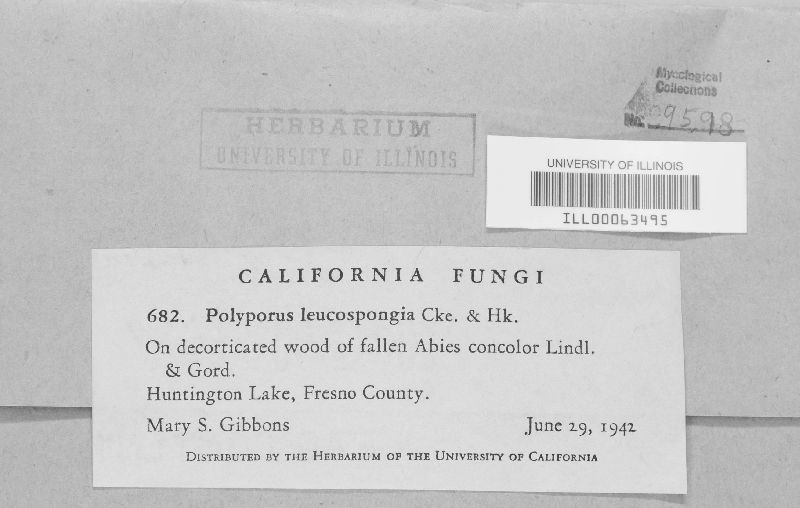 Mycological
Collections
No. 9598
HERBARIUM
UNIVERSITY OF ILLINOIS
UNIVERSITY OF ILLINOIS
ILL00063495
CALIFORNIA FUNGI
682. Polyporus leucospongia Cke. & Hk.
On decorticated wood of fallen Abies concolor Lindl.
& Gord.
Huntington Lake, Fresno County.
Mary S. Gibbons June 29, 1942
DISTRIBUTED BY THE HERBARIUM OF THE UNIVERSITY OF CALIFORNIA